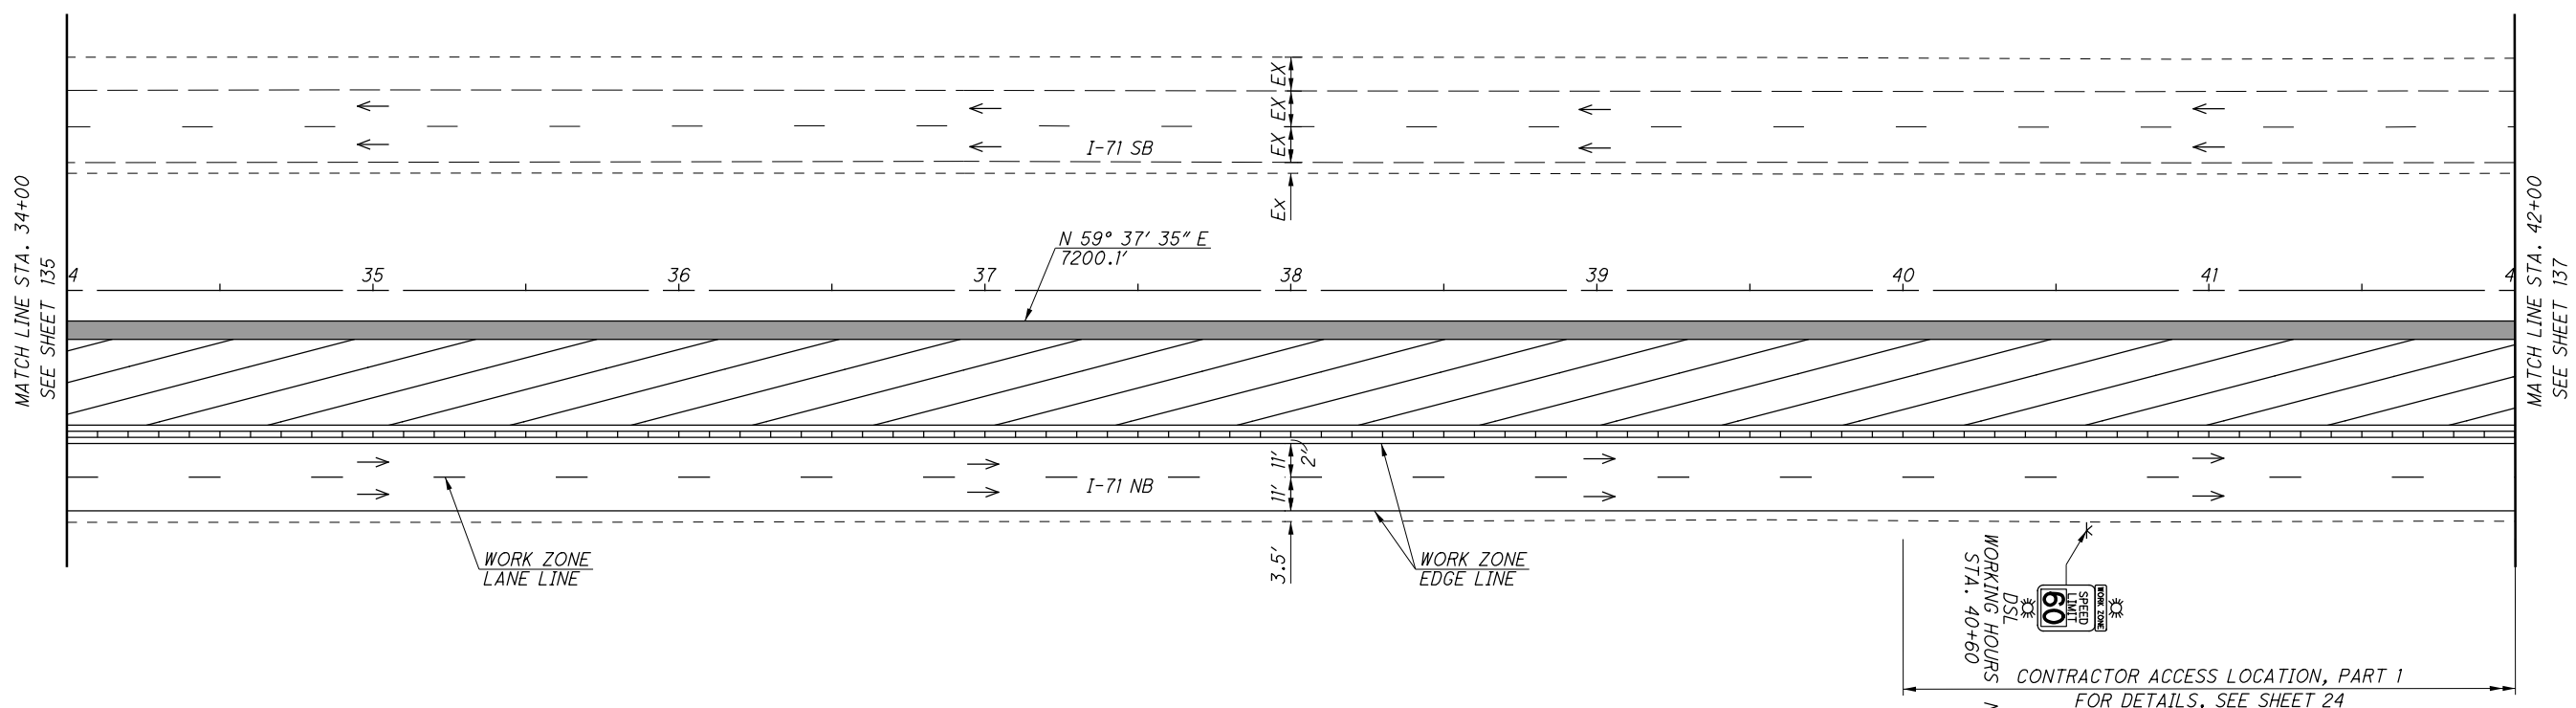 EX
EX
EX
I-71 SB
EX
MATCH LINE STA. 34+00
SEE SHEET 135
MATCH LINE STA. 42+00
SEE SHEET 137
N 59° 37' 35" E
7200.1'
4 35 36 37 38 39 40 41 4
2'
11'
I-71 NB
11'
3.5'
WORK ZONE
LANE LINE
WORK ZONE
EDGE LINE
WORK ZONE
SPEED
LIMIT
60
DSL
WORKING HOURS
STA. 40+60
CONTRACTOR ACCESS LOCATION, PART 1
FOR DETAILS, SEE SHEET 24